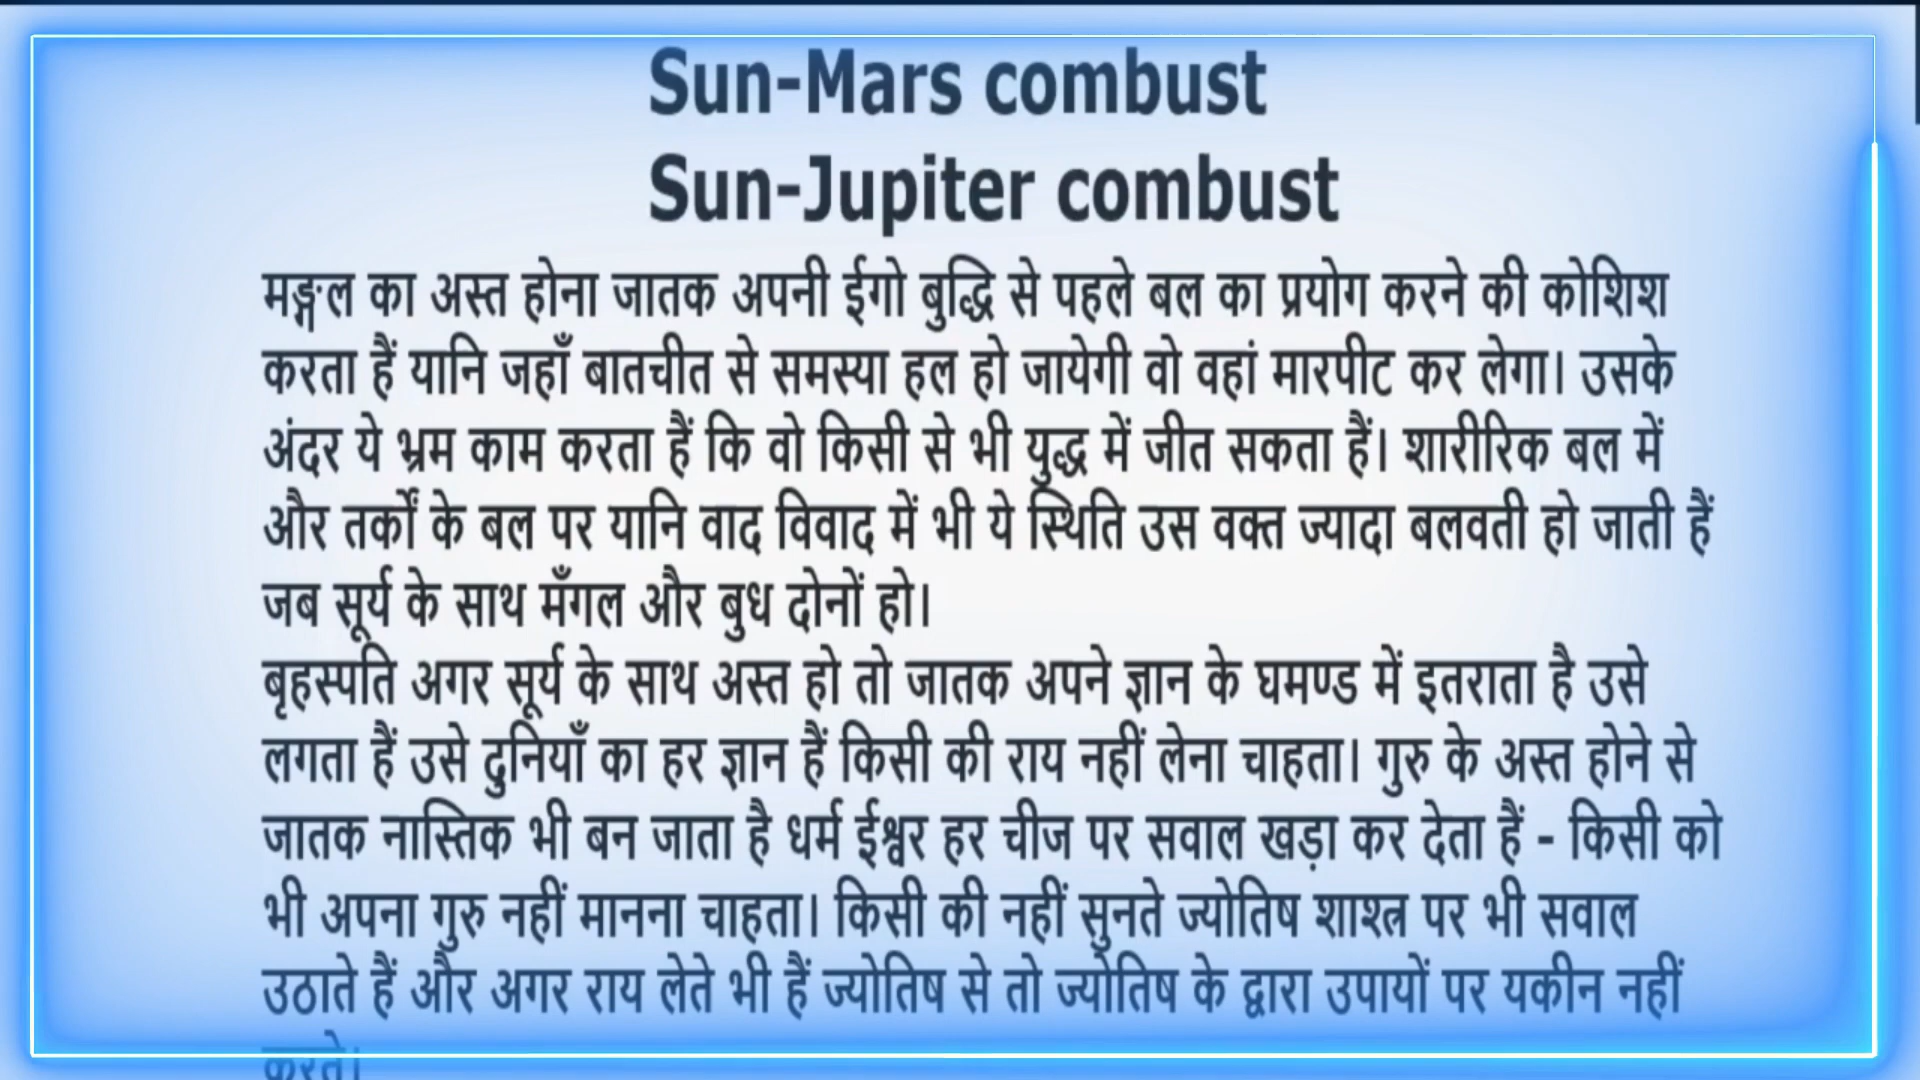 Sun-Mars combust
Sun-Jupiter combust
मङ्गल का अस्त होना जातक अपनी ईगो बुद्धि से पहले बल का प्रयोग करने की कोशिश
करता हैं यानि जहाँ बातचीत से समस्या हल हो जायेगी वो वहां मारपीट कर लेगा। उसके
अंदर ये भ्रम काम करता हैं कि वो किसी से भी युद्ध में जीत सकता हैं। शारीरिक बल में
और तर्कों के बल पर यानि वाद विवाद में भी ये स्थिति उस वक्त ज्यादा बलवती हो जाती हैं
जब सूर्य के साथ मँगल और बुध दोनों हो।
बृहस्पति अगर सूर्य के साथ अस्त हो तो जातक अपने ज्ञान के घमण्ड में इतराता है उसे
लगता हैं उसे दुनियाँ का हर ज्ञान हैं किसी की राय नहीं लेना चाहता। गुरु के अस्त होने से
जातक नास्तिक भी बन जाता है धर्म ईश्वर हर चीज पर सवाल खड़ा कर देता हैं - किसी को
भी अपना गुरु नहीं मानना चाहता। किसी की नहीं सुनते ज्योतिष शाश्त्र पर भी सवाल
उठाते हैं और अगर राय लेते भी हैं ज्योतिष से तो ज्योतिष के द्वारा उपायों पर यकीन नहीं
करते।